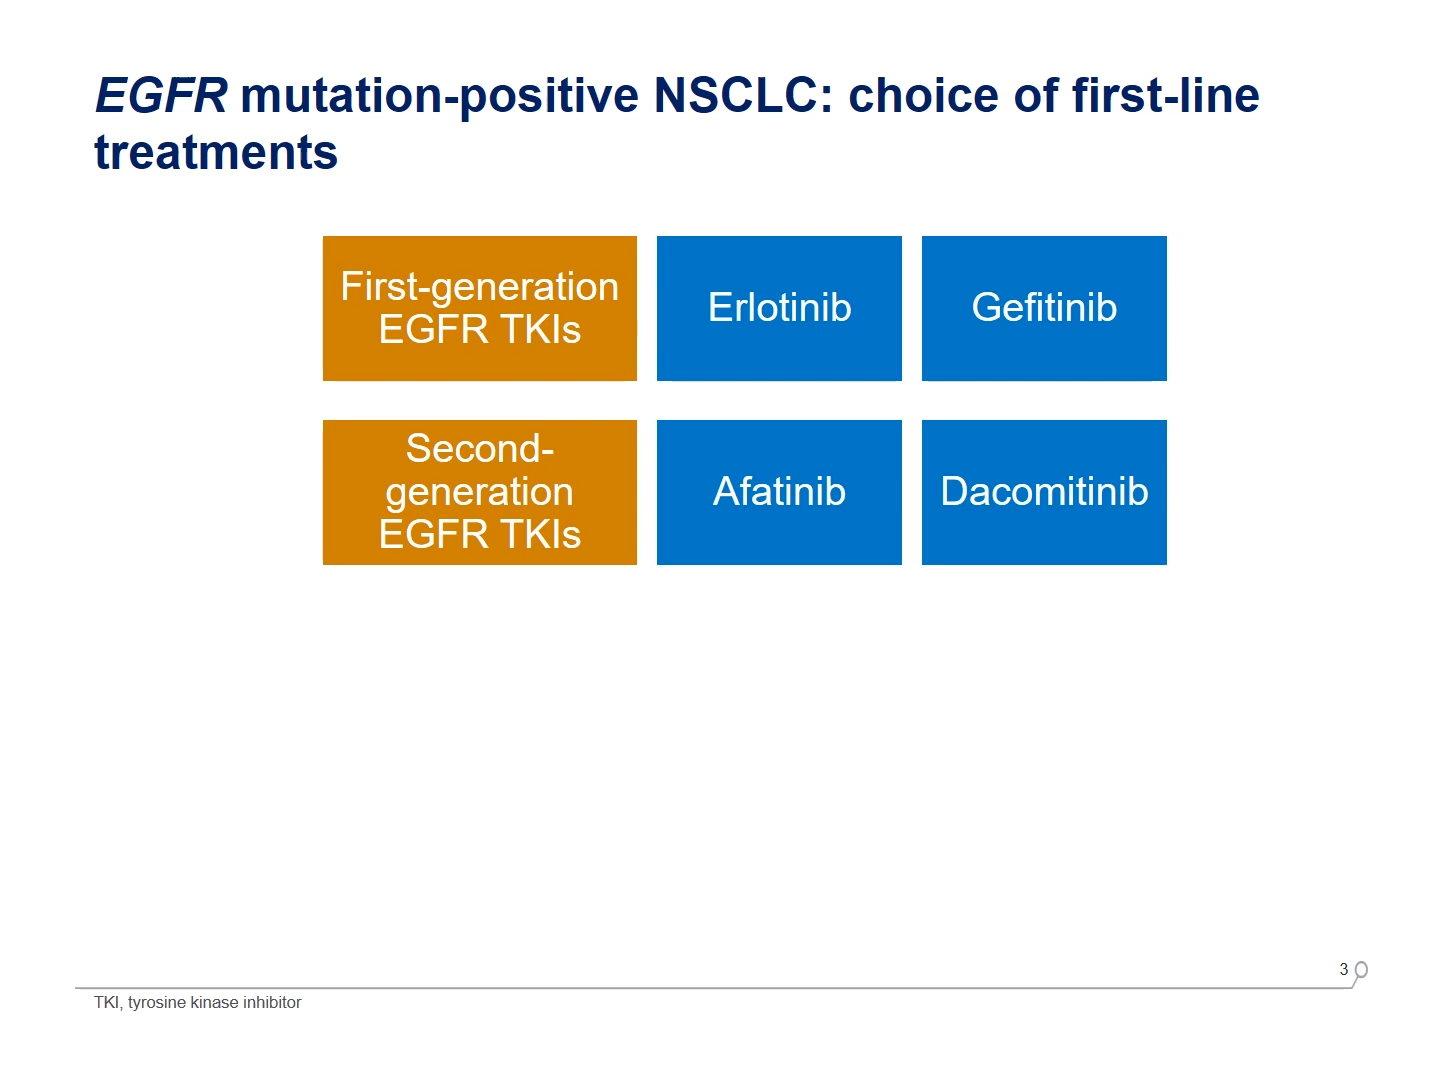 EGFR mutation-positive NSCLC: choice of first-line
treatments
First-generation
EGFR TKIs
Erlotinib
Gefitinib
Second-
generation
EGFR TKIs
Afatinib
Dacomitinib
3
TKI, tyrosine kinase inhibitor